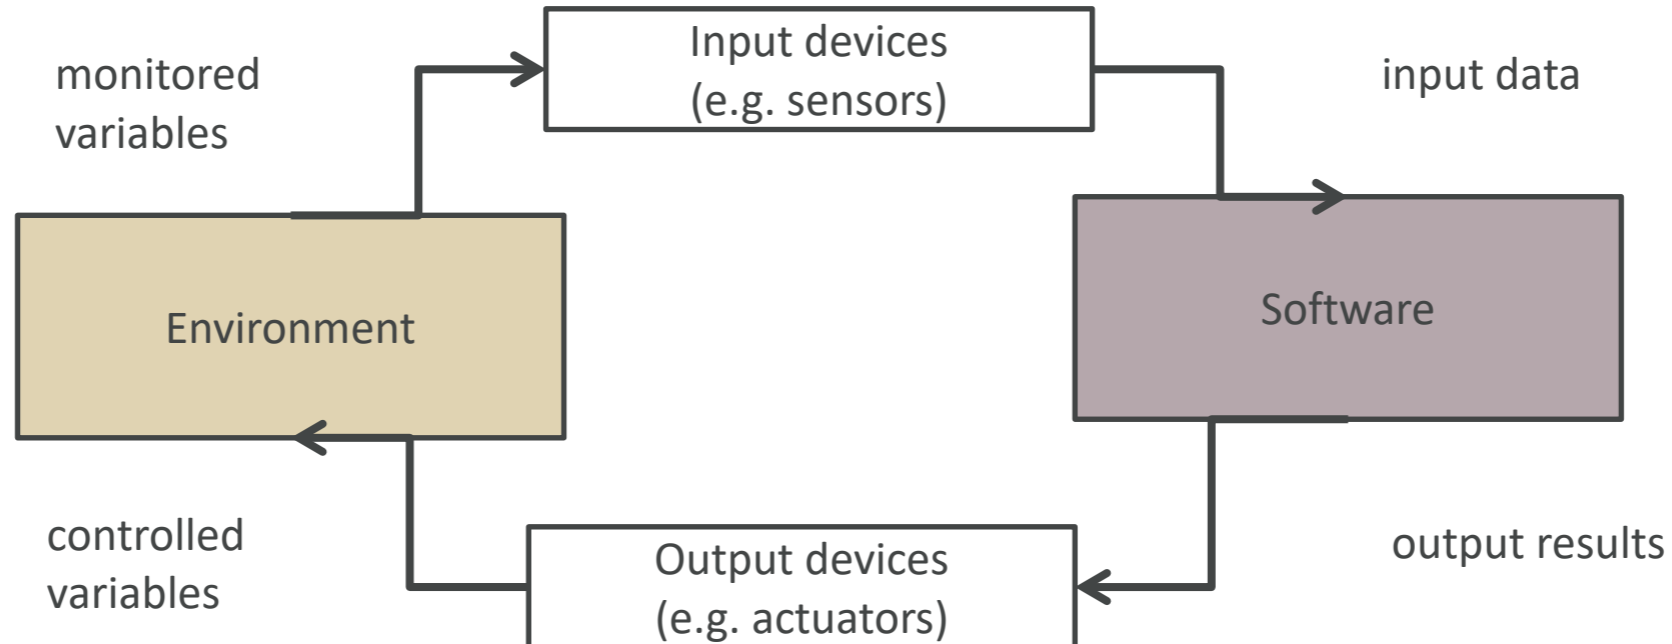 monitored
variables
Input devices
(e.g. sensors)
input data
Environment
Software
controlled
variables
Output devices
(e.g. actuators)
output results